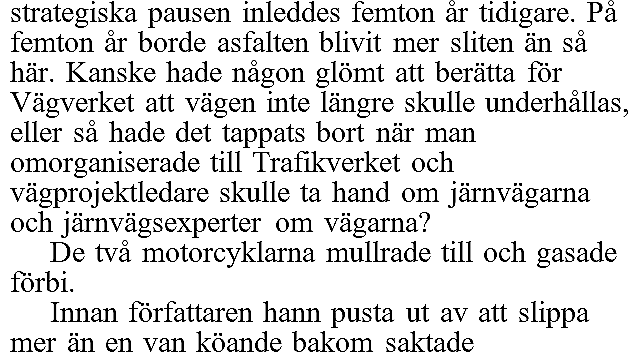 strategiska pausen inleddes femton år tidigare. På
femton år borde asfalten blivit mer sliten än så
här. Kanske hade någon glömt att berätta för
Vägverket att vägen inte längre skulle underhållas,
eller så hade det tappats bort när man
omorganiserade till Trafikverket och
vägprojektledare skulle ta hand om järnvägarna
och järnvägsexperter om vägarna?
De två motorcyklarna mullrade till och gasade
förbi.
Innan författaren hann pusta ut av att slippa
mer än en van köande bakom saktade